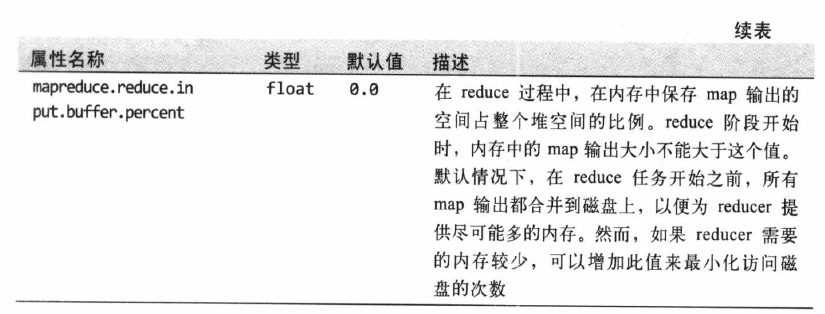 续表
属性名称 类型 默认值 描述
mapreduce.reduce.in float 0.0 在 reduce 过程中，在内存中保存 map 输出的
put.buffer.percent 空间占整个堆空间的比例。reduce 阶段开始
时，内存中的 map 输出大小不能大于这个值。
默认情况下，在 reduce 任务开始之前，所有
map 输出都合并到磁盘上，以便为 reducer 提
供尽可能多的内存。然而，如果 reducer 需要
的内存较少，可以增加此值来最小化访问磁
盘的次数